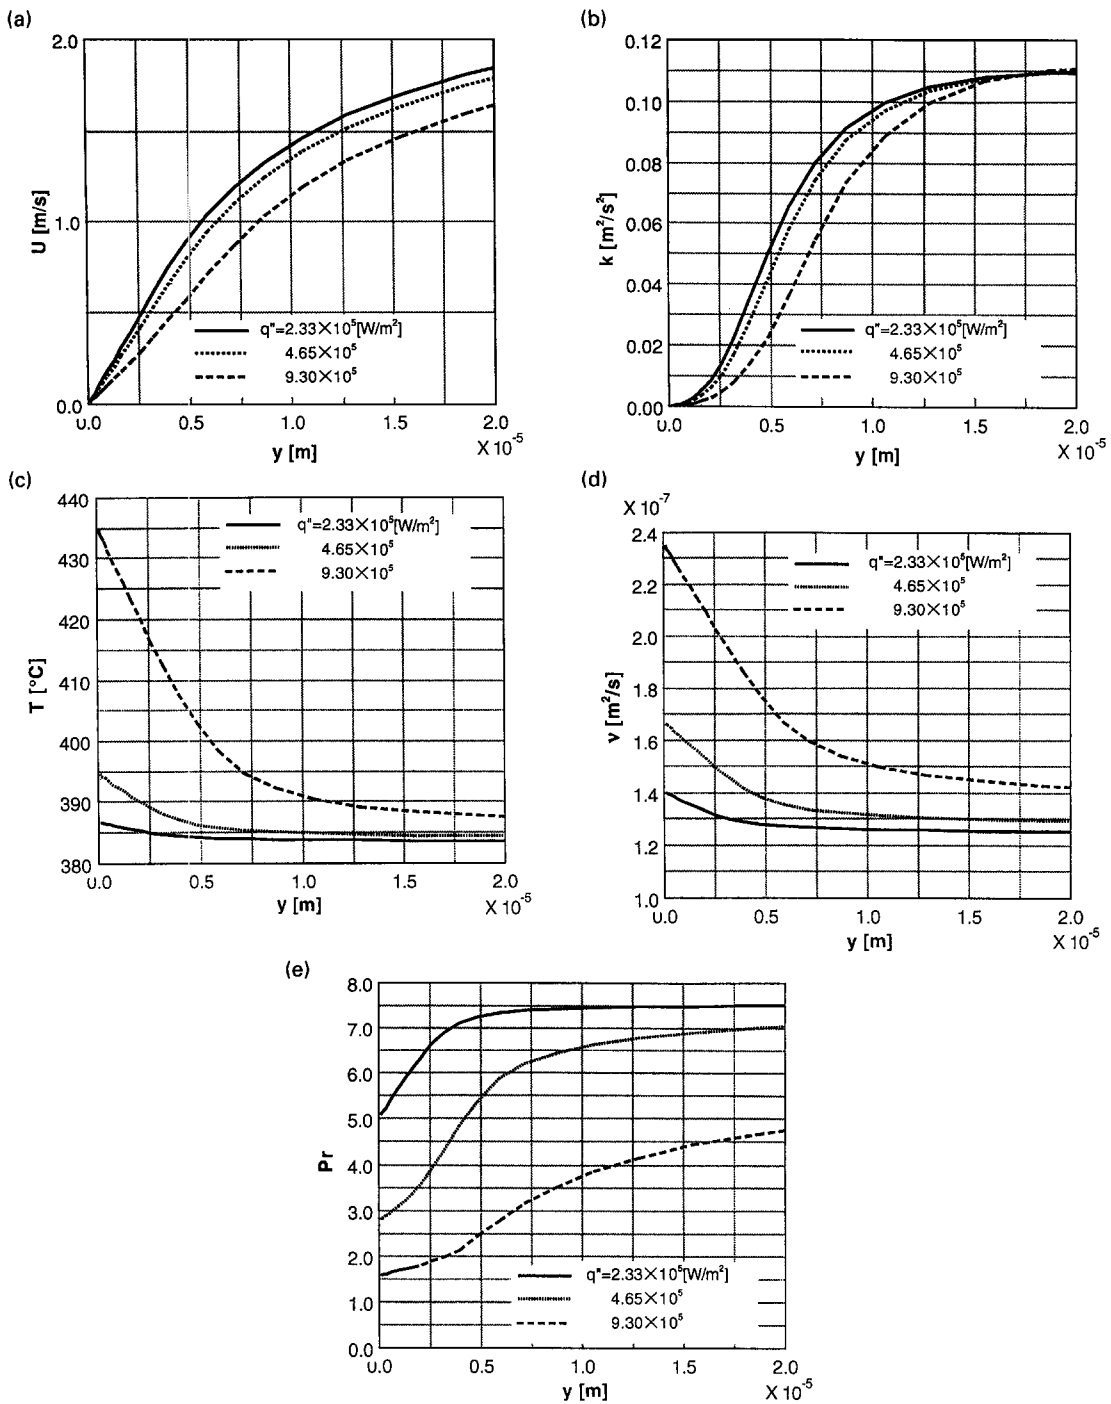 (a)
2.0
1.0
0.0
U [m/s]
q"=2.33×10⁵[W/m²]
4.65×10⁵
9.30×10⁵
0.0 0.5 1.0 1.5 2.0
y [m]
X 10⁻⁵
(b)
0.12
0.10
0.08
0.06
0.04
0.02
0.00
k [m²/s²]
q"=2.33×10⁵[W/m²]
4.65×10⁵
9.30×10⁵
0.0 0.5 1.0 1.5 2.0
y [m]
X 10⁻⁵
(c)
440
430
420
410
400
390
380
T [°C]
q"=2.33×10⁵[W/m²]
4.65×10⁵
9.30×10⁵
0.0 0.5 1.0 1.5 2.0
y [m]
X 10⁻⁵
(d)
X 10⁻⁷
2.4
2.2
2.0
1.8
1.6
1.4
1.2
1.0
ν [m²/s]
q"=2.33×10⁵[W/m²]
4.65×10⁵
9.30×10⁵
0.0 0.5 1.0 1.5 2.0
y [m]
X 10⁻⁵
(e)
8.0
7.0
6.0
5.0
4.0
3.0
2.0
1.0
0.0
Pr
q"=2.33×10⁵[W/m²]
4.65×10⁵
9.30×10⁵
0.0 0.5 1.0 1.5 2.0
y [m]
X 10⁻⁵